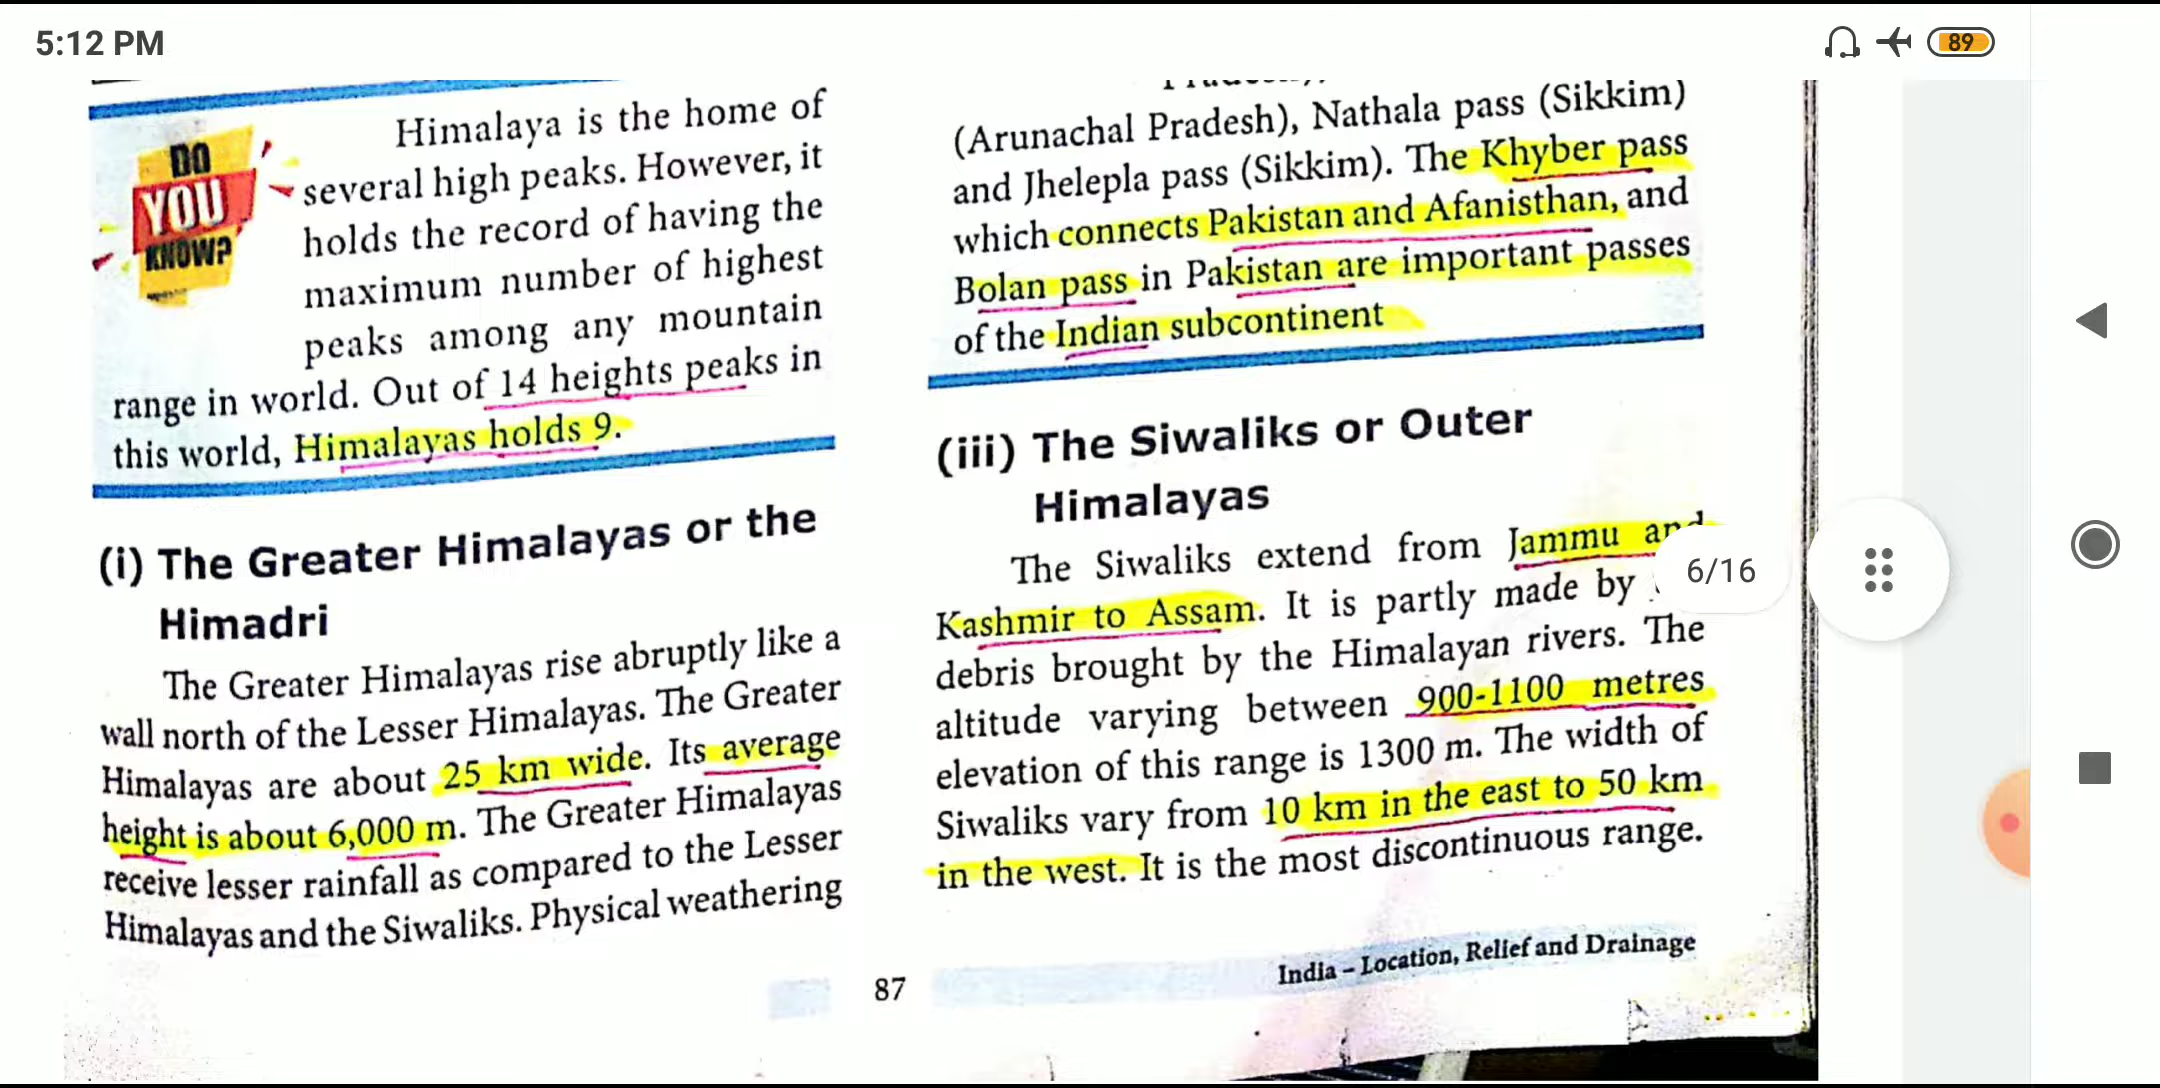 5:12 PM
89
DO
YOU
KNOW?
Himalaya is the home of
several high peaks. However, it
holds the record of having the
maximum number of highest
peaks among any mountain
range in world. Out of 14 heights peaks in
this world, Himalayas holds 9.
(i) The Greater Himalayas or the
Himadri
The Greater Himalayas rise abruptly like a
wall north of the Lesser Himalayas. The Greater
Himalayas are about 25 km wide. Its average
height is about 6,000 m. The Greater Himalayas
receive lesser rainfall as compared to the Lesser
Himalayas and the Siwaliks. Physical weathering
(Arunachal Pradesh), Nathala pass (Sikkim)
and Jhelepla pass (Sikkim). The Khyber pass
which connects Pakistan and Afanisthan, and
Bolan pass in Pakistan are important passes
of the Indian subcontinent
(iii) The Siwaliks or Outer
Himalayas
The Siwaliks extend from Jammu and
Kashmir to Assam. It is partly made by
debris brought by the Himalayan rivers. The
altitude varying between 900-1100 metres
elevation of this range is 1300 m. The width of
Siwaliks vary from 10 km in the east to 50 km
in the west. It is the most discontinuous range.
6/16
87
India – Location, Relief and Drainage